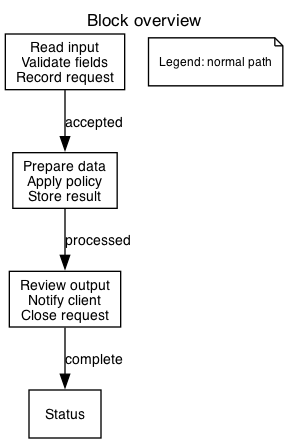 Block overview
Read input
Validate fields
Record request
Legend: normal path
accepted
Prepare data
Apply policy
Store result
processed
Review output
Notify client
Close request
complete
Status